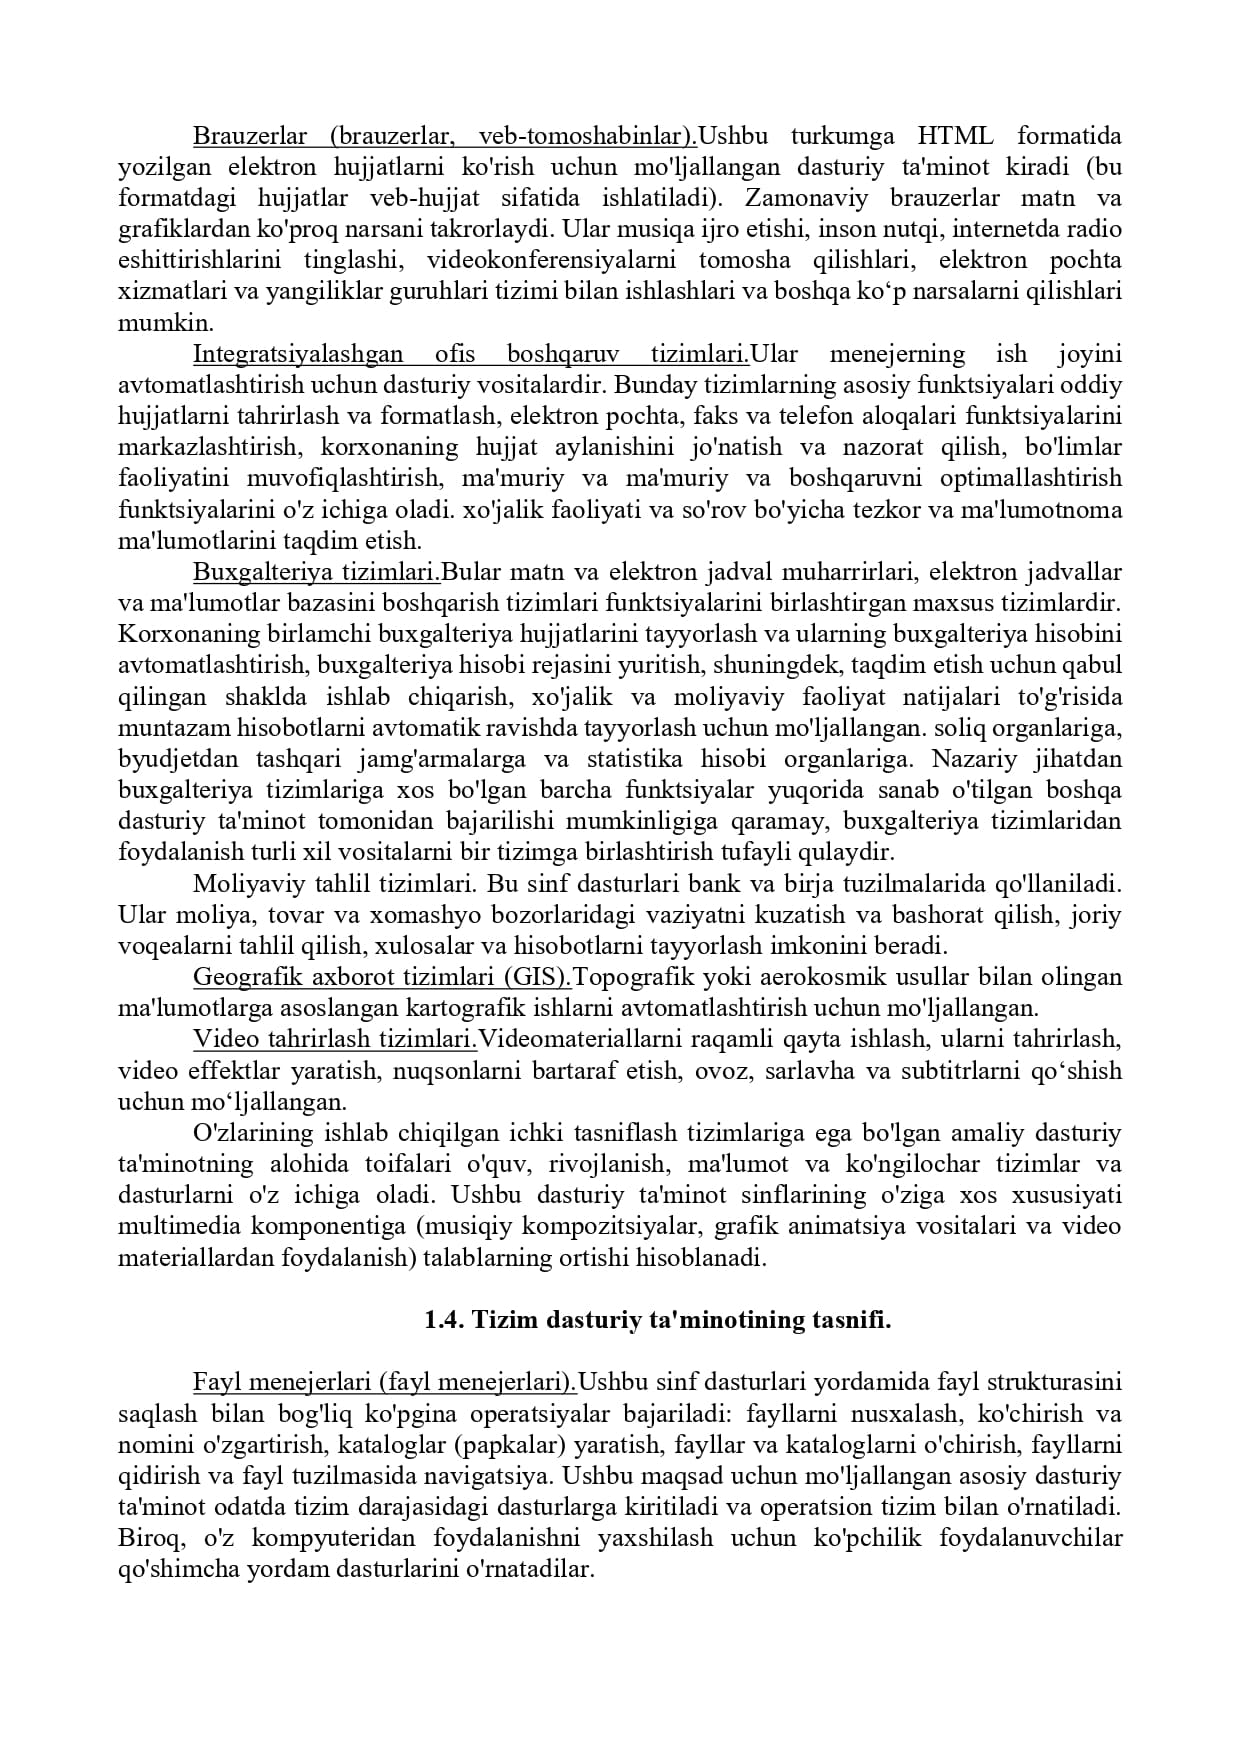 Brauzerlar (brauzerlar, veb-tomoshabinlar).Ushbu turkumga HTML formatida
yozilgan elektron hujjatlarni ko'rish uchun mo'ljallangan dasturiy ta'minot kiradi (bu
formatdagi hujjatlar veb-hujjat sifatida ishlatiladi). Zamonaviy brauzerlar matn va
grafiklardan ko'proq narsani takrorlaydi. Ular musiqa ijro etishi, inson nutqi, internetda radio
eshittirishlarini tinglashi, videokonferensiyalarni tomosha qilishlari, elektron pochta
xizmatlari va yangiliklar guruhlari tizimi bilan ishlashlari va boshqa ko‘p narsalarni qilishlari
mumkin.
Integratsiyalashgan ofis boshqaruv tizimlari.Ular menejerning ish joyini
avtomatlashtirish uchun dasturiy vositalardir. Bunday tizimlarning asosiy funktsiyalari oddiy
hujjatlarni tahrirlash va formatlash, elektron pochta, faks va telefon aloqalari funktsiyalarini
markazlashtirish, korxonaning hujjat aylanishini jo'natish va nazorat qilish, bo'limlar
faoliyatini muvofiqlashtirish, ma'muriy va ma'muriy va boshqaruvni optimallashtirish
funktsiyalarini o'z ichiga oladi. xo'jalik faoliyati va so'rov bo'yicha tezkor va ma'lumotnoma
ma'lumotlarini taqdim etish.
Buxgalteriya tizimlari.Bular matn va elektron jadval muharrirlari, elektron jadvallar
va ma'lumotlar bazasini boshqarish tizimlari funktsiyalarini birlashtirgan maxsus tizimlardir.
Korxonaning birlamchi buxgalteriya hujjatlarini tayyorlash va ularning buxgalteriya hisobini
avtomatlashtirish, buxgalteriya hisobi rejasini yuritish, shuningdek, taqdim etish uchun qabul
qilingan shaklda ishlab chiqarish, xo'jalik va moliyaviy faoliyat natijalari to'g'risida
muntazam hisobotlarni avtomatik ravishda tayyorlash uchun mo'ljallangan. soliq organlariga,
byudjetdan tashqari jamg'armalarga va statistika hisobi organlariga. Nazariy jihatdan
buxgalteriya tizimlariga xos bo'lgan barcha funktsiyalar yuqorida sanab o'tilgan boshqa
dasturiy ta'minot tomonidan bajarilishi mumkinligiga qaramay, buxgalteriya tizimlaridan
foydalanish turli xil vositalarni bir tizimga birlashtirish tufayli qulaydir.
Moliyaviy tahlil tizimlari. Bu sinf dasturlari bank va birja tuzilmalarida qo'llaniladi.
Ular moliya, tovar va xomashyo bozorlaridagi vaziyatni kuzatish va bashorat qilish, joriy
voqealarni tahlil qilish, xulosalar va hisobotlarni tayyorlash imkonini beradi.
Geografik axborot tizimlari (GIS).Topografik yoki aerokosmik usullar bilan olingan
ma'lumotlarga asoslangan kartografik ishlarni avtomatlashtirish uchun mo'ljallangan.
Video tahrirlash tizimlari.Videomateriallarni raqamli qayta ishlash, ularni tahrirlash,
video effektlar yaratish, nuqsonlarni bartaraf etish, ovoz, sarlavha va subtitrlarni qo‘shish
uchun mo‘ljallangan.
O'zlarining ishlab chiqilgan ichki tasniflash tizimlariga ega bo'lgan amaliy dasturiy
ta'minotning alohida toifalari o'quv, rivojlanish, ma'lumot va ko'ngilochar tizimlar va
dasturlarni o'z ichiga oladi. Ushbu dasturiy ta'minot sinflarining o'ziga xos xususiyati
multimedia komponentiga (musiqiy kompozitsiyalar, grafik animatsiya vositalari va video
materiallardan foydalanish) talablarning ortishi hisoblanadi.
1.4. Tizim dasturiy ta'minotining tasnifi.
Fayl menejerlari (fayl menejerlari).Ushbu sinf dasturlari yordamida fayl strukturasini
saqlash bilan bog'liq ko'pgina operatsiyalar bajariladi: fayllarni nusxalash, ko'chirish va
nomini o'zgartirish, kataloglar (papkalar) yaratish, fayllar va kataloglarni o'chirish, fayllarni
qidirish va fayl tuzilmasida navigatsiya. Ushbu maqsad uchun mo'ljallangan asosiy dasturiy
ta'minot odatda tizim darajasidagi dasturlarga kiritiladi va operatsion tizim bilan o'rnatiladi.
Biroq, o'z kompyuteridan foydalanishni yaxshilash uchun ko'pchilik foydalanuvchilar
qo'shimcha yordam dasturlarini o'rnatadilar.